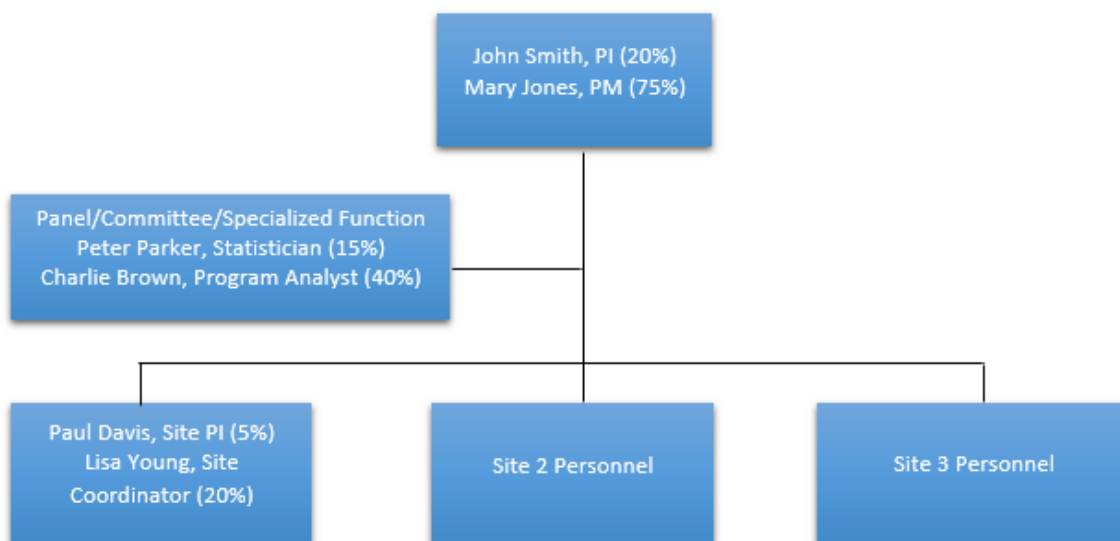 John Smith, PI (20%)
Mary Jones, PM (75%)
Panel/Committee/Specialized Function
Peter Parker, Statistician (15%)
Charlie Brown, Program Analyst (40%)
Paul Davis, Site PI (5%)
Lisa Young, Site
Coordinator (20%)
Site 2 Personnel
Site 3 Personnel